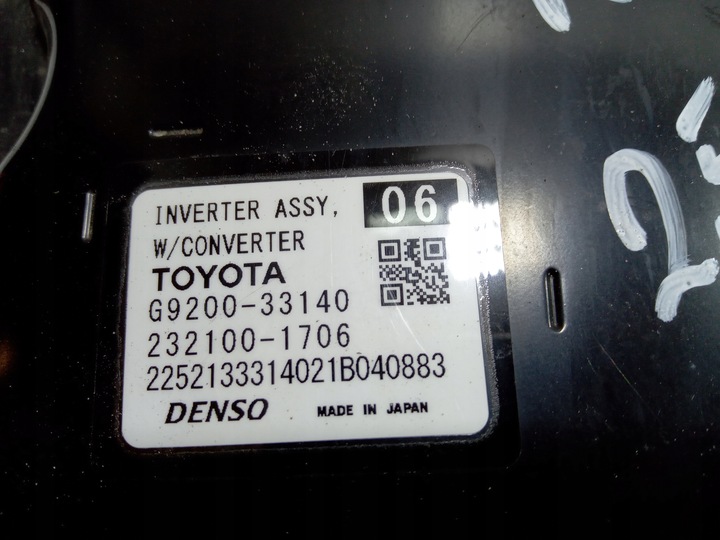 INVERTER ASSY, 06
W/CONVERTER
TOYOTA
G9200-33140
232100-1706
2252133314021B040883
DENSO MADE IN JAPAN